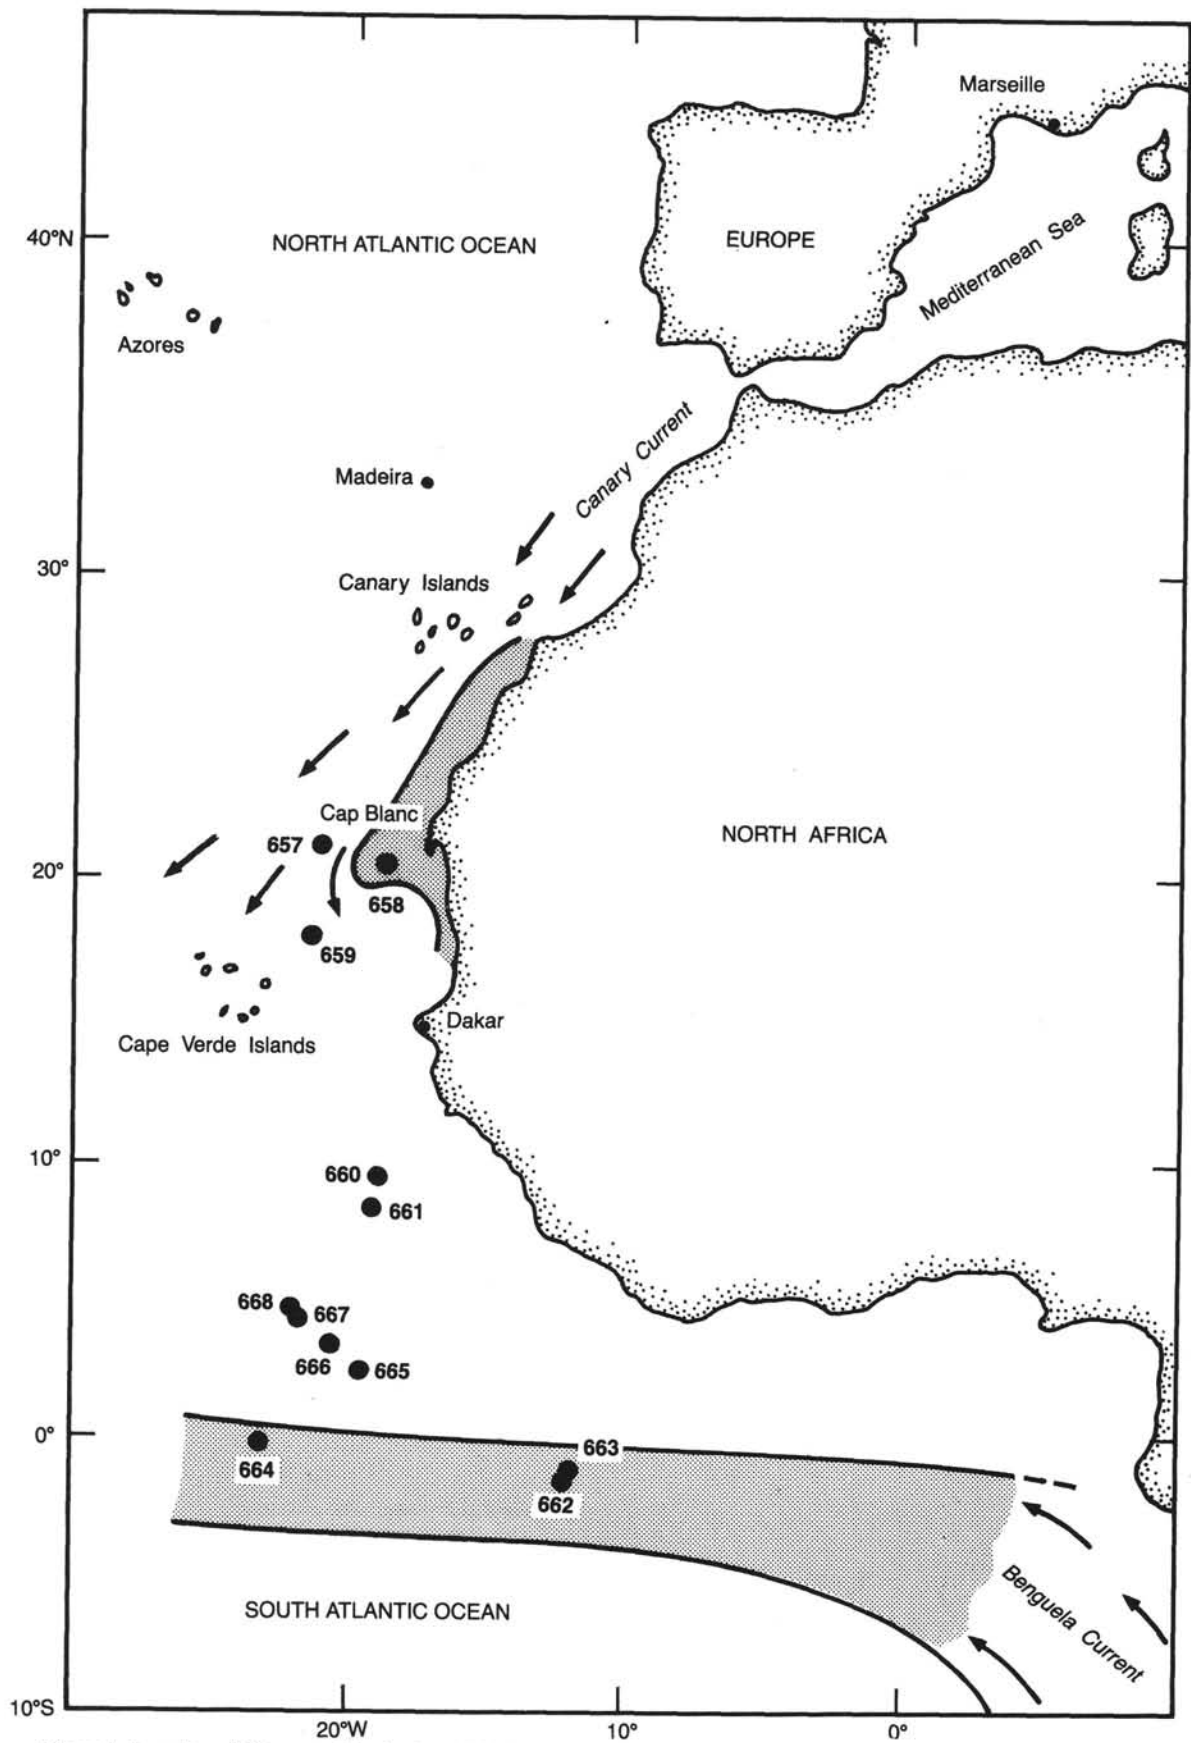 Marseille
40°N
NORTH ATLANTIC OCEAN
EUROPE
Mediterranean Sea
Azores
Canary Current
Madeira
30°
Canary Islands
Cap Blanc
657
NORTH AFRICA
20°
658
659
Dakar
Cape Verde Islands
10°
660
661
668
667
666
665
0°
663
664
662
Benguela Current
SOUTH ATLANTIC OCEAN
10°S
20°W
10°
0°